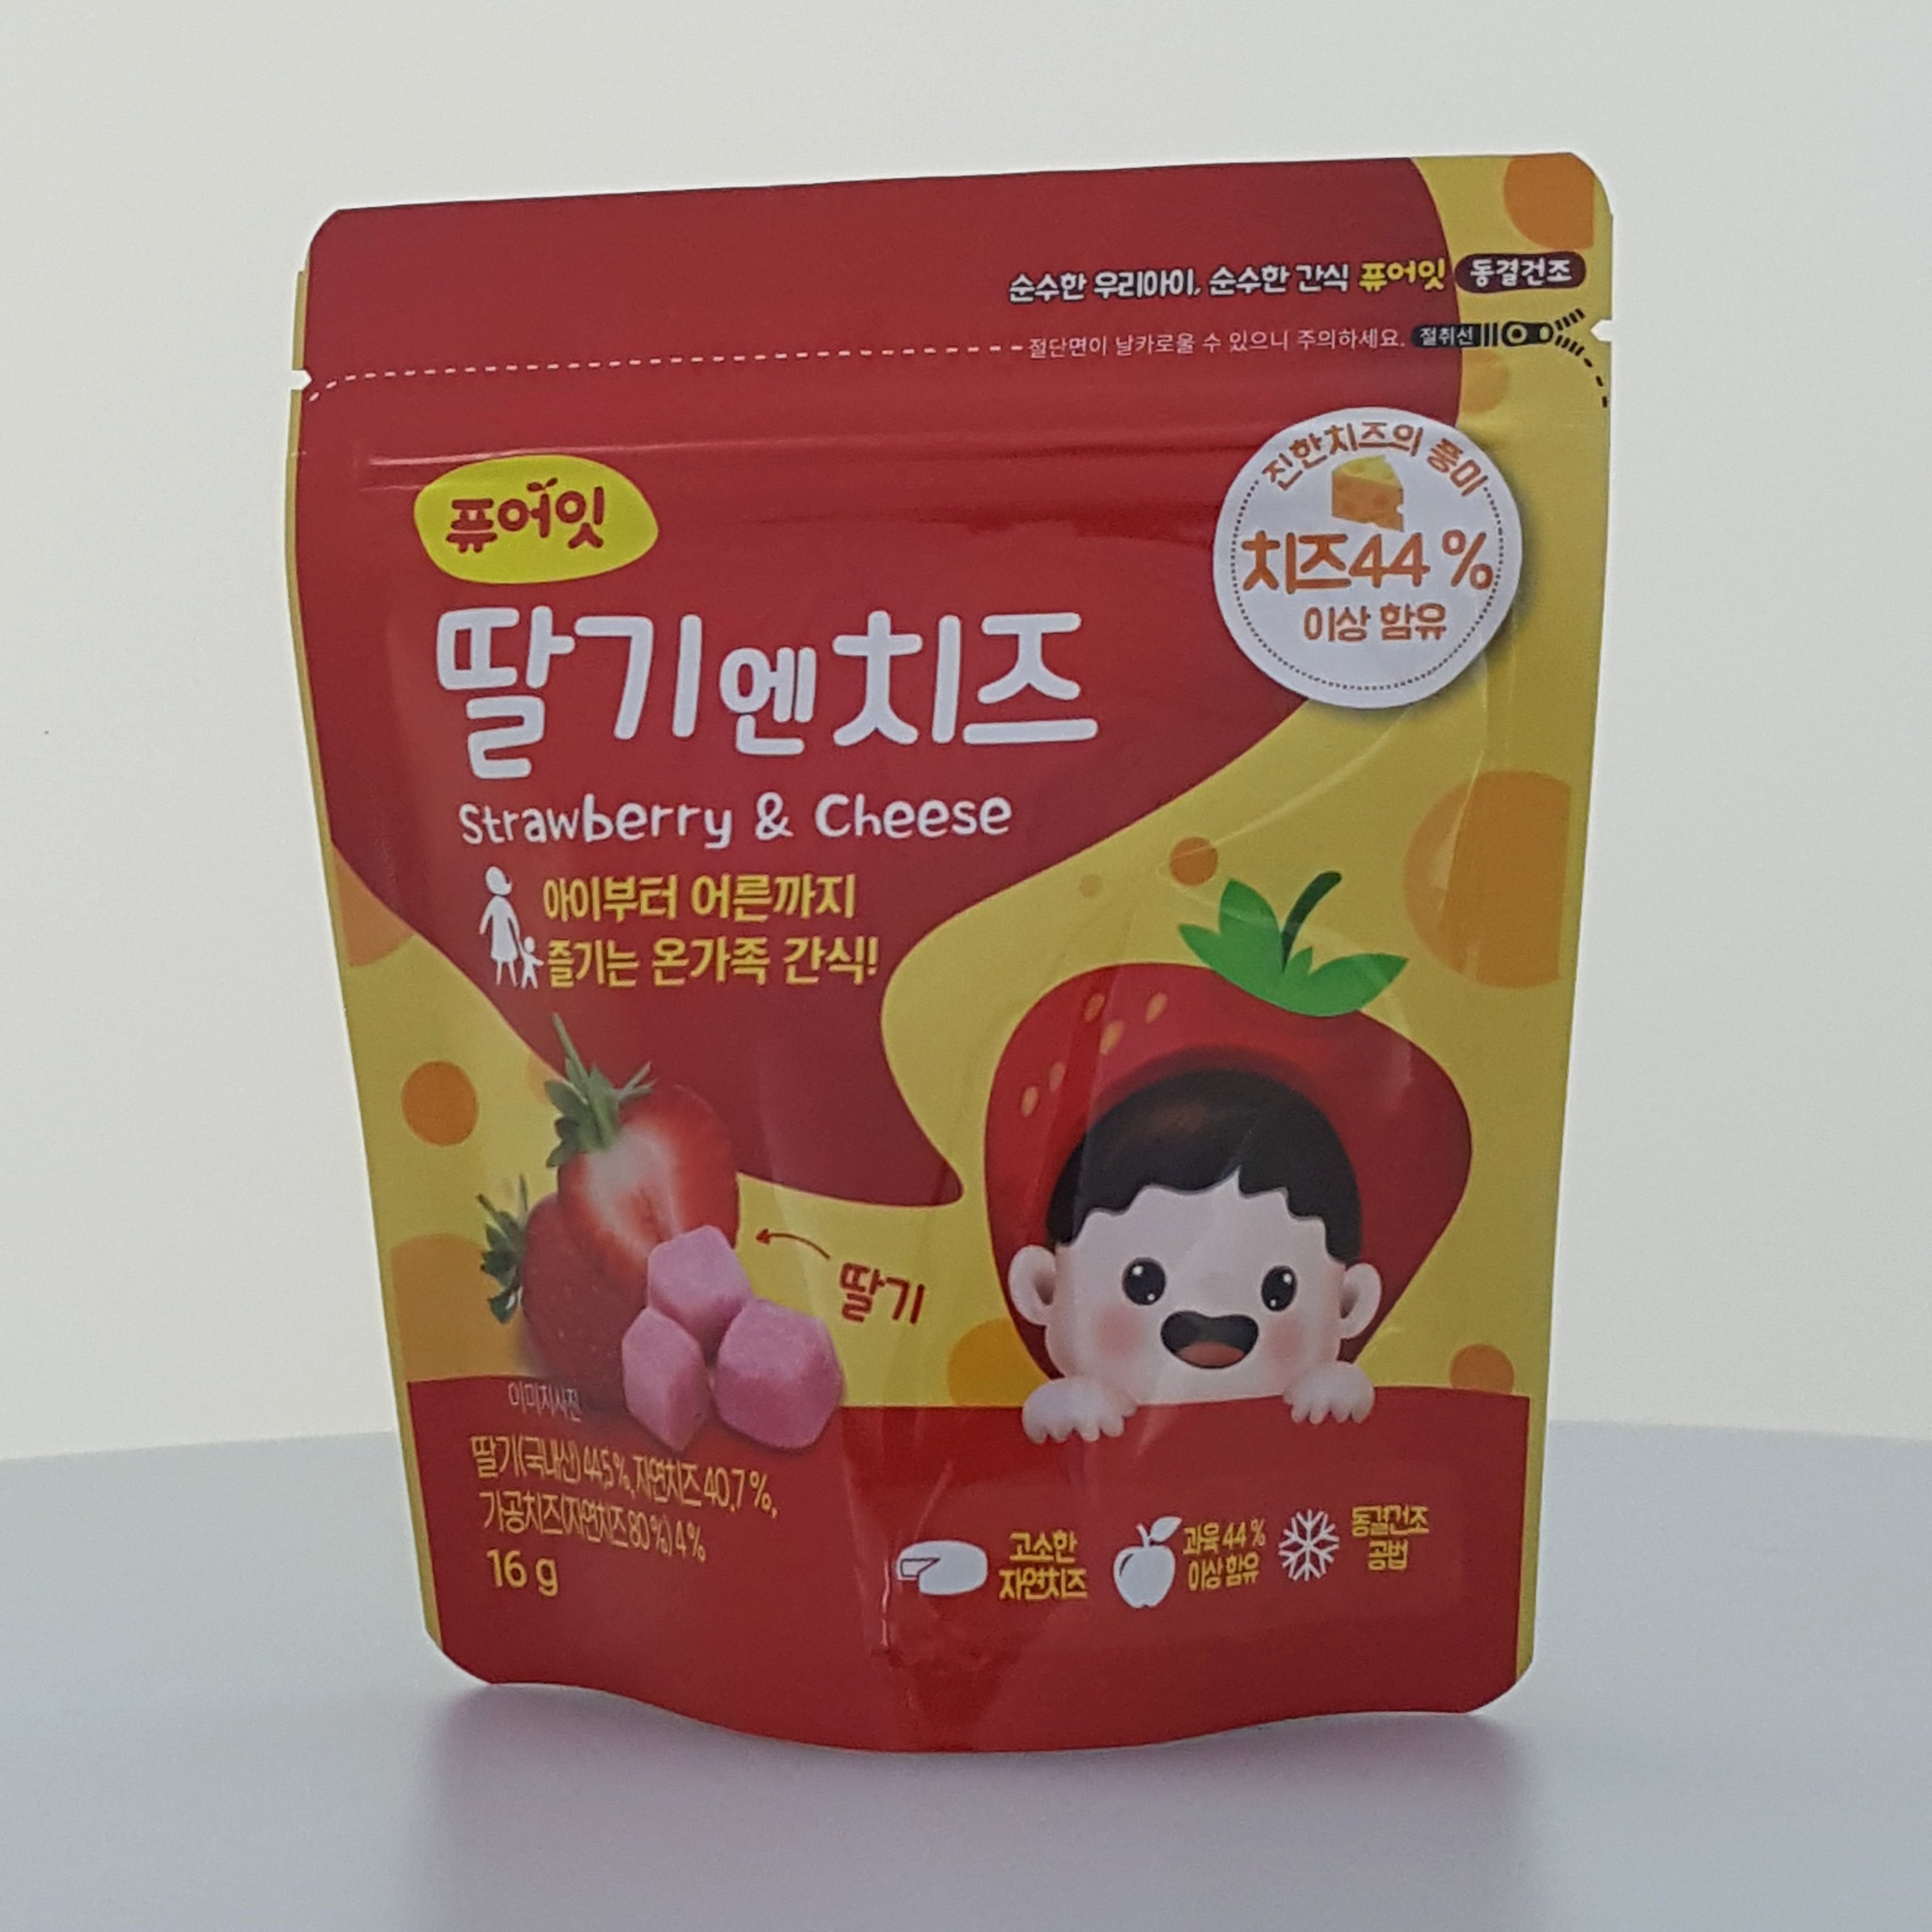 순수한 우리아이, 순수한 간식 퓨어잇 동결건조
절단면이 날카로울 수 있으니 주의하세요. 절취선
진한치즈의 풍미
치즈44%
이상 함유
퓨어잇
딸기엔치즈
Strawberry & Cheese
아이부터 어른까지
즐기는 온가족 간식!
딸기
이미지사진
딸기(국내산) 44.5%, 자연치즈 40.7%,
가공치즈(자연치즈 80%) 4%
16 g
고소한
자연치즈
과육 44%
이상 함유
동결건조
공법